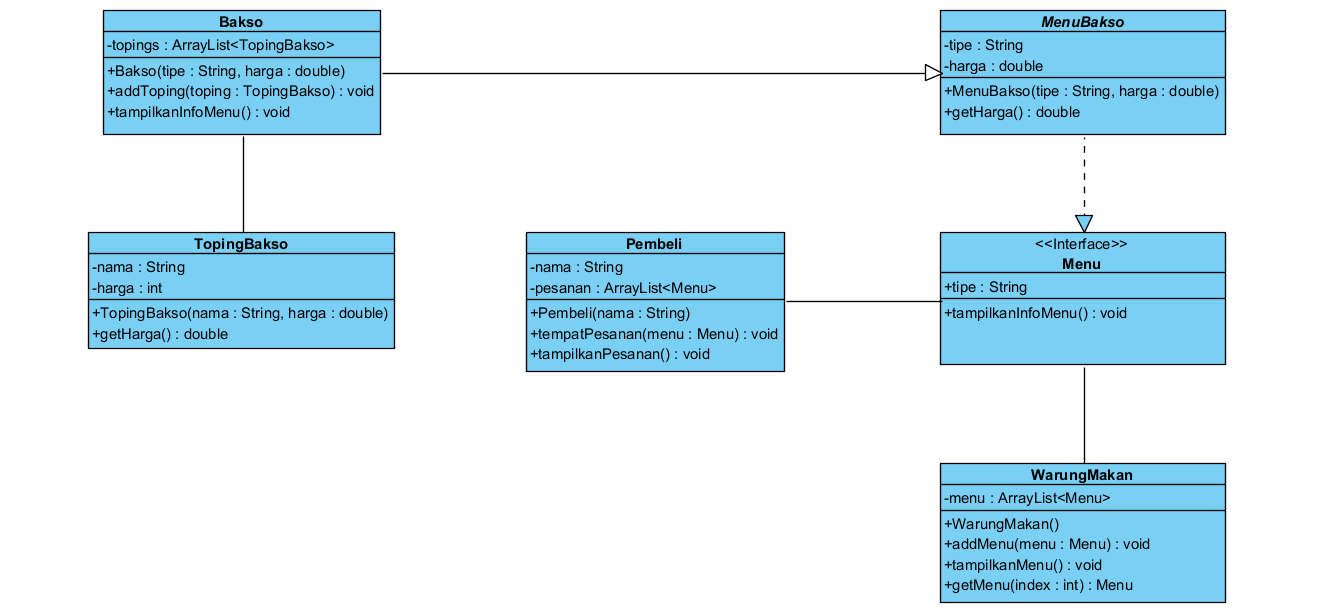 Bakso
-topings : ArrayList<TopingBakso>
+Bakso(tipe : String, harga : double)
+addToping(toping : TopingBakso) : void
+tampilkanInfoMenu() : void
MenuBakso
-tipe : String
-harga : double
+MenuBakso(tipe : String, harga : double)
+getHarga() : double
TopingBakso
-nama : String
-harga : int
+TopingBakso(nama : String, harga : double)
+getHarga() : double
Pembeli
-nama : String
-pesanan : ArrayList<Menu>
+Pembeli(nama : String)
+tempatPesanan(menu : Menu) : void
+tampilkanPesanan() : void
<<Interface>>
Menu
+tipe : String
+tampilkanInfoMenu() : void
WarungMakan
-menu : ArrayList<Menu>
+WarungMakan()
+addMenu(menu : Menu) : void
+tampilkanMenu() : void
+getMenu(index : int) : Menu